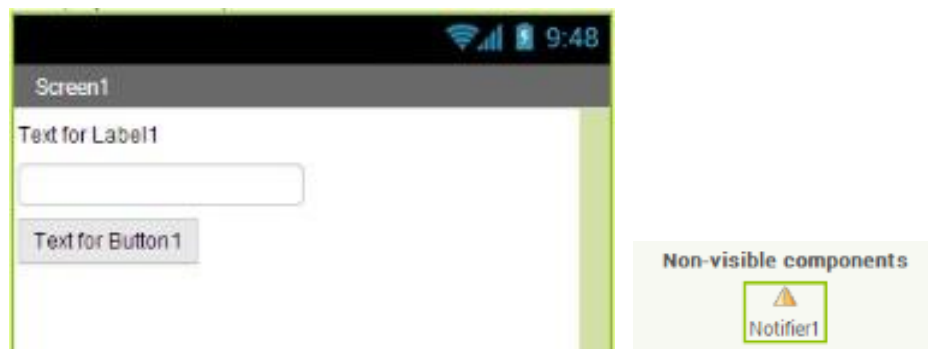 9:48
Screen1
Text for Label1
Text for Button1
Non-visible components
Notifier1